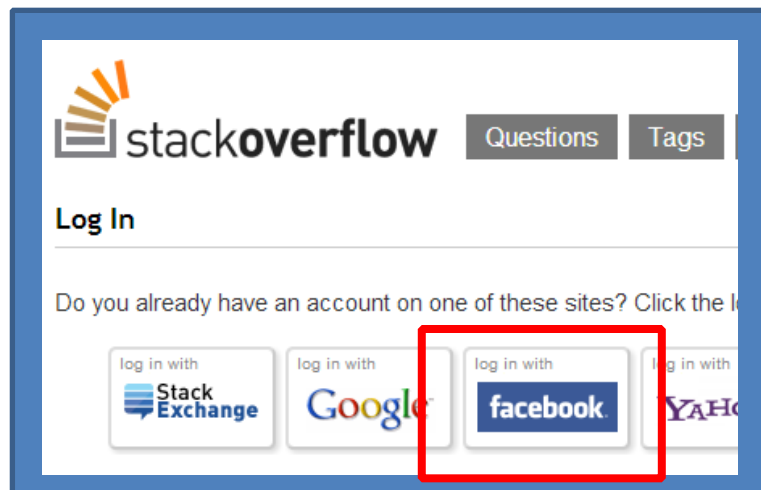 stackoverflow Questions Tags
Log In
Do you already have an account on one of these sites? Click the
log in with log in with log in with log in with
Stack Exchange Google facebook. YAHO